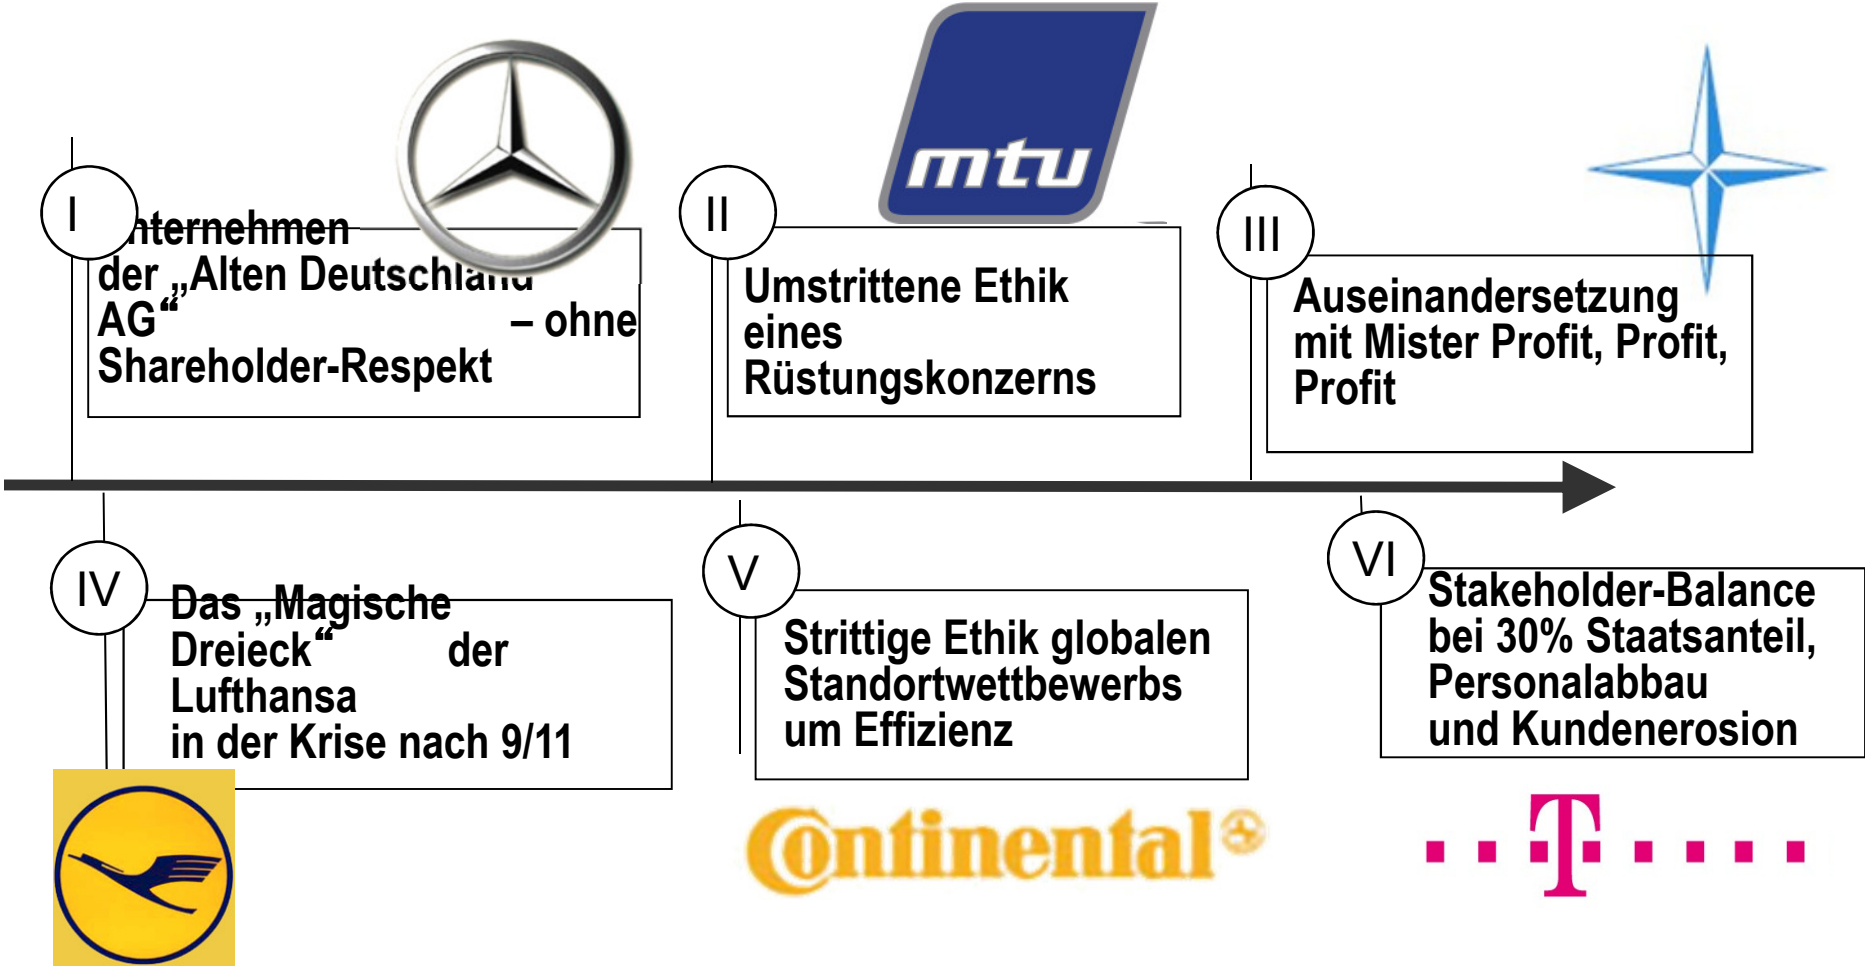 I
nternehmen
der „Alten Deutschland
AG“ – ohne
Shareholder-Respekt
mtu
II
Umstrittene Ethik
eines
Rüstungskonzerns
III
Auseinandersetzung
mit Mister Profit, Profit,
Profit
IV
Das „Magische
Dreieck“ der
Lufthansa
in der Krise nach 9/11
V
Strittige Ethik globalen
Standortwettbewerbs
um Effizienz
Continental
VI
Stakeholder-Balance
bei 30% Staatsanteil,
Personalabbau
und Kundenerosion
T